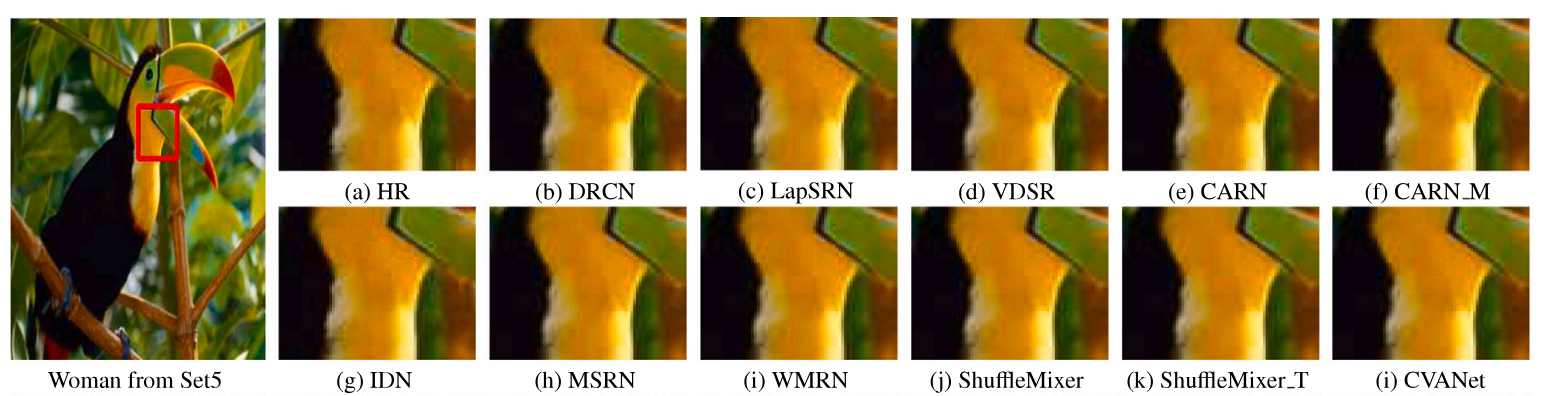 (a) HR
(b) DRCN
(c) LapSRN
(d) VDSR
(e) CARN
(f) CARN_M
Woman from Set5
(g) IDN
(h) MSRN
(i) WMRN
(j) ShuffleMixer
(k) ShuffleMixer_T
(i) CVANet